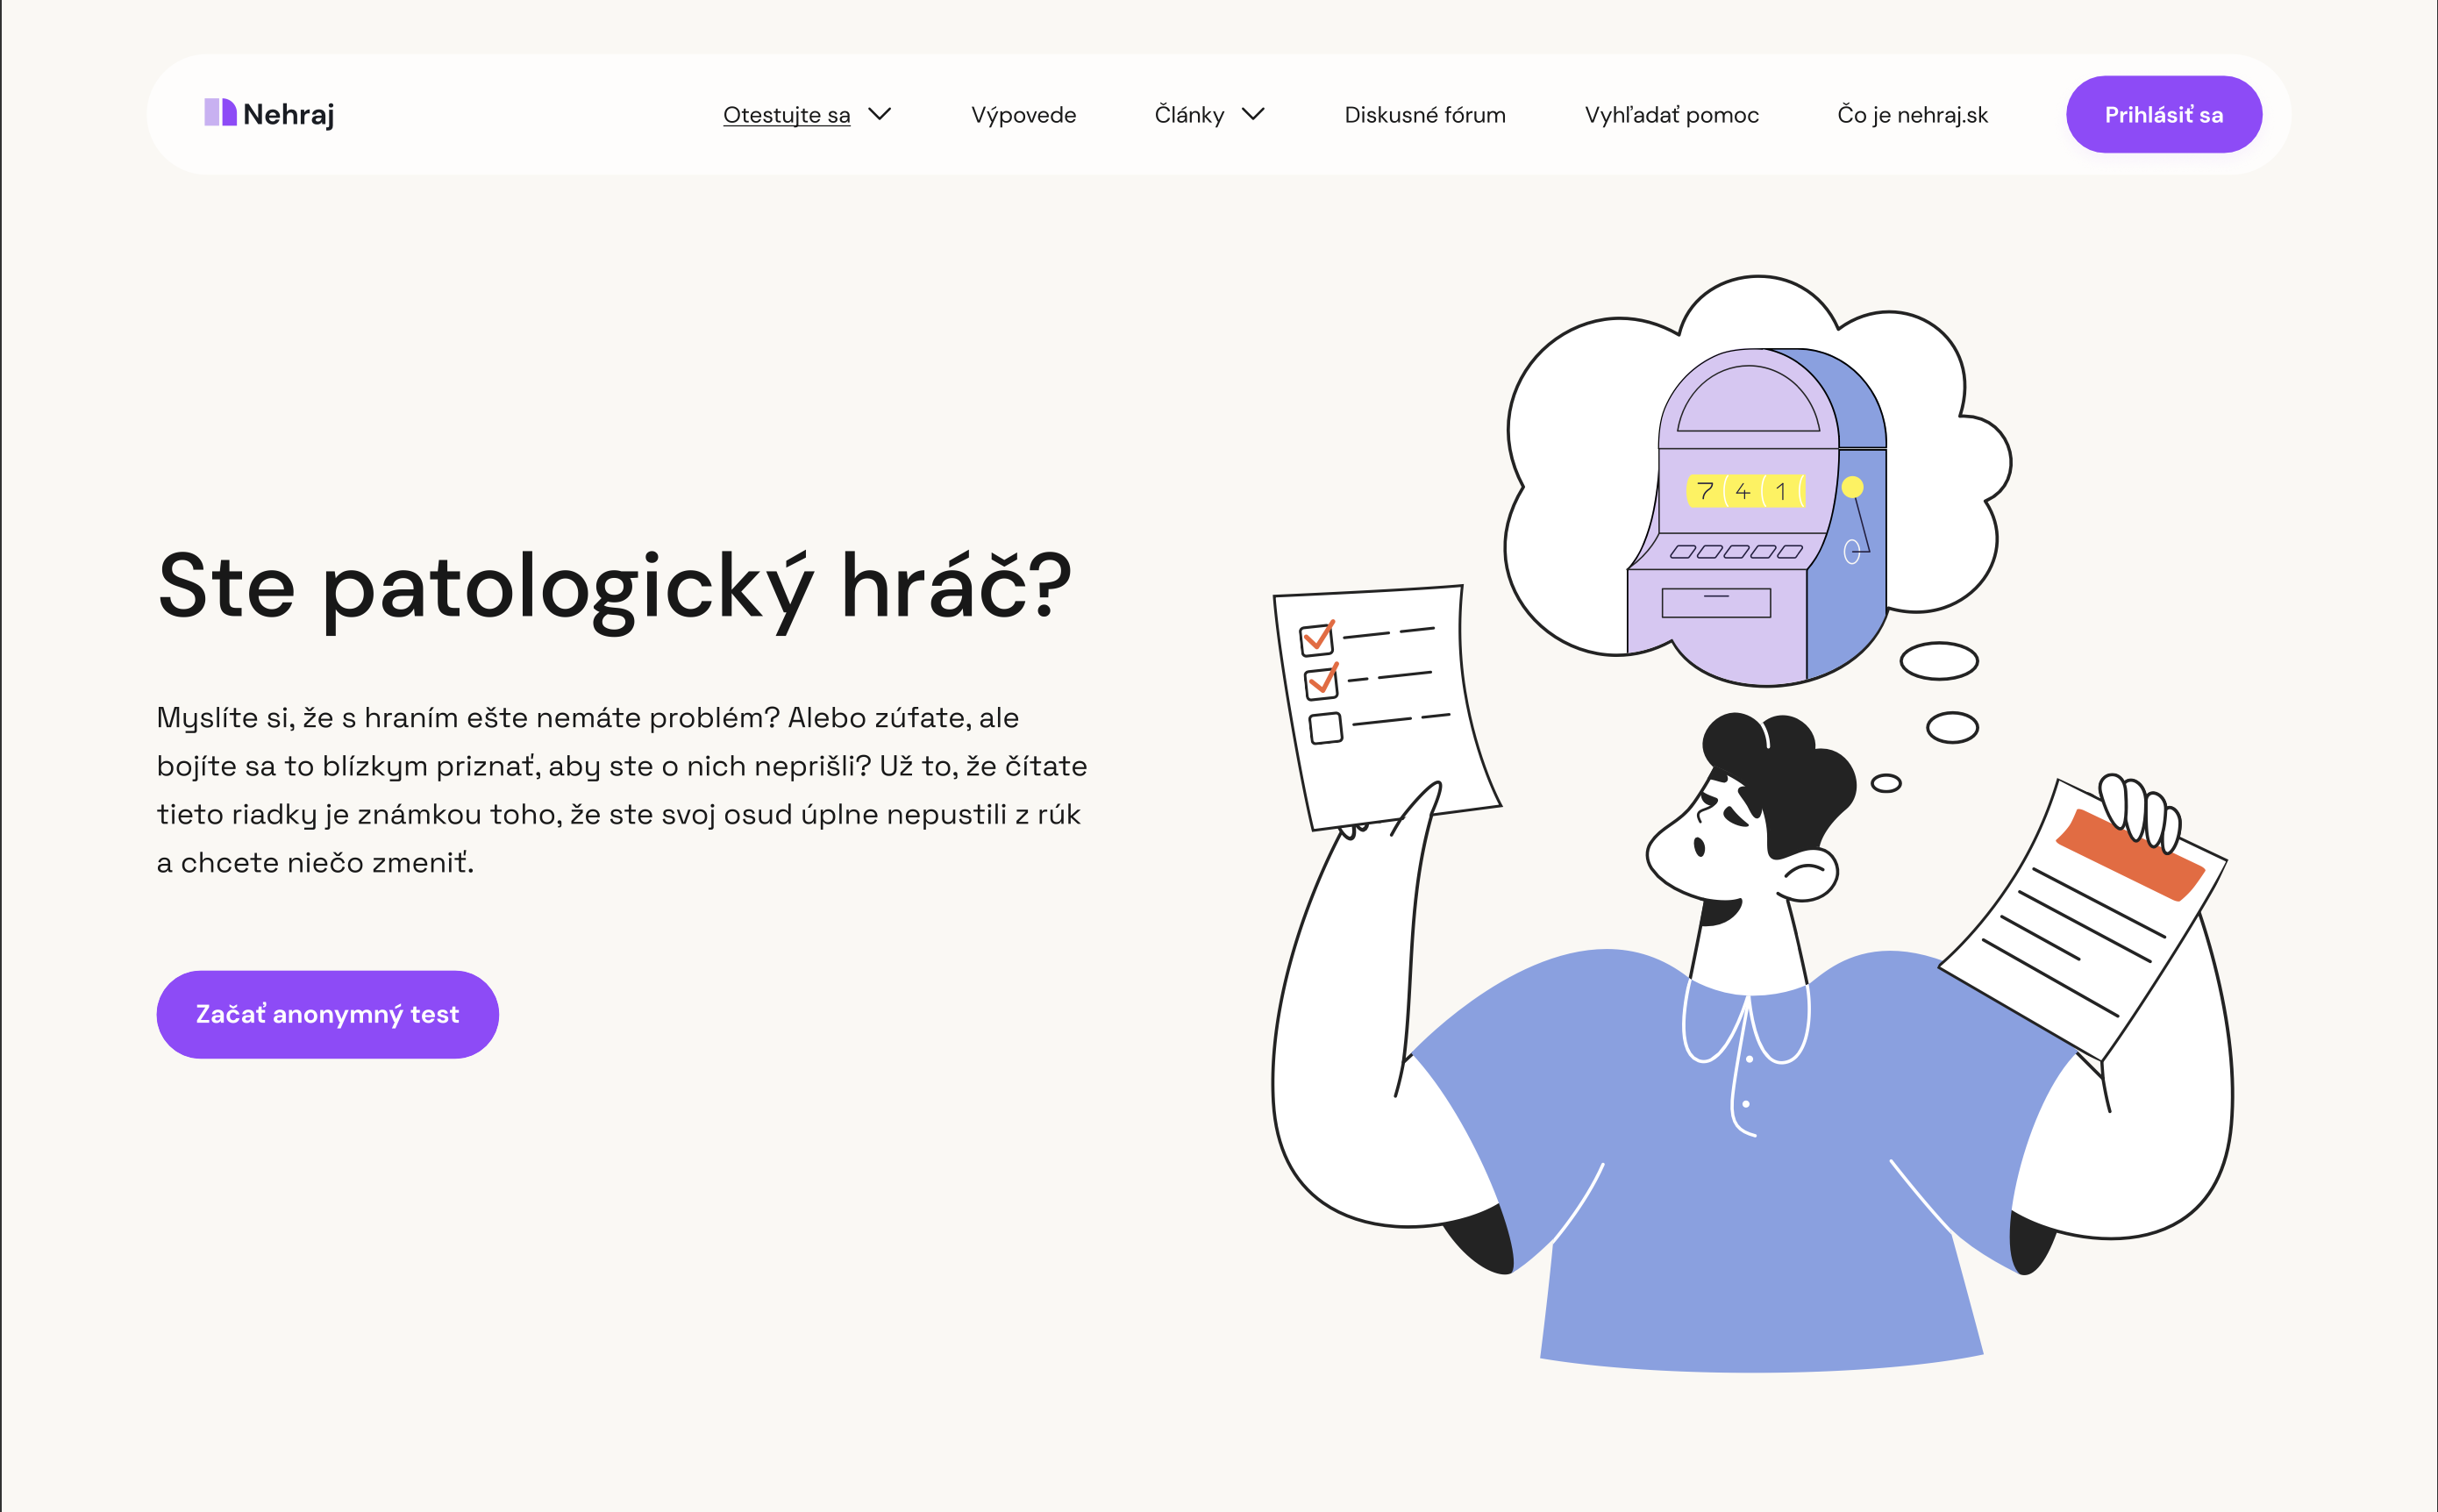 Nehraj
Otestujte sa
Výpovede
Články
Diskusné fórum
Vyhľadať pomoc
Čo je nehraj.sk
Prihlásiť sa
7 4 1
Ste patologický hráč?
Myslíte si, že s hraním ešte nemáte problém? Alebo zúfate, ale
bojíte sa to blízkym priznať, aby ste o nich neprišli? Už to, že čítate
tieto riadky je známkou toho, že ste svoj osud úplne nepustili z rúk
a chcete niečo zmeniť.
Začať anonymný test